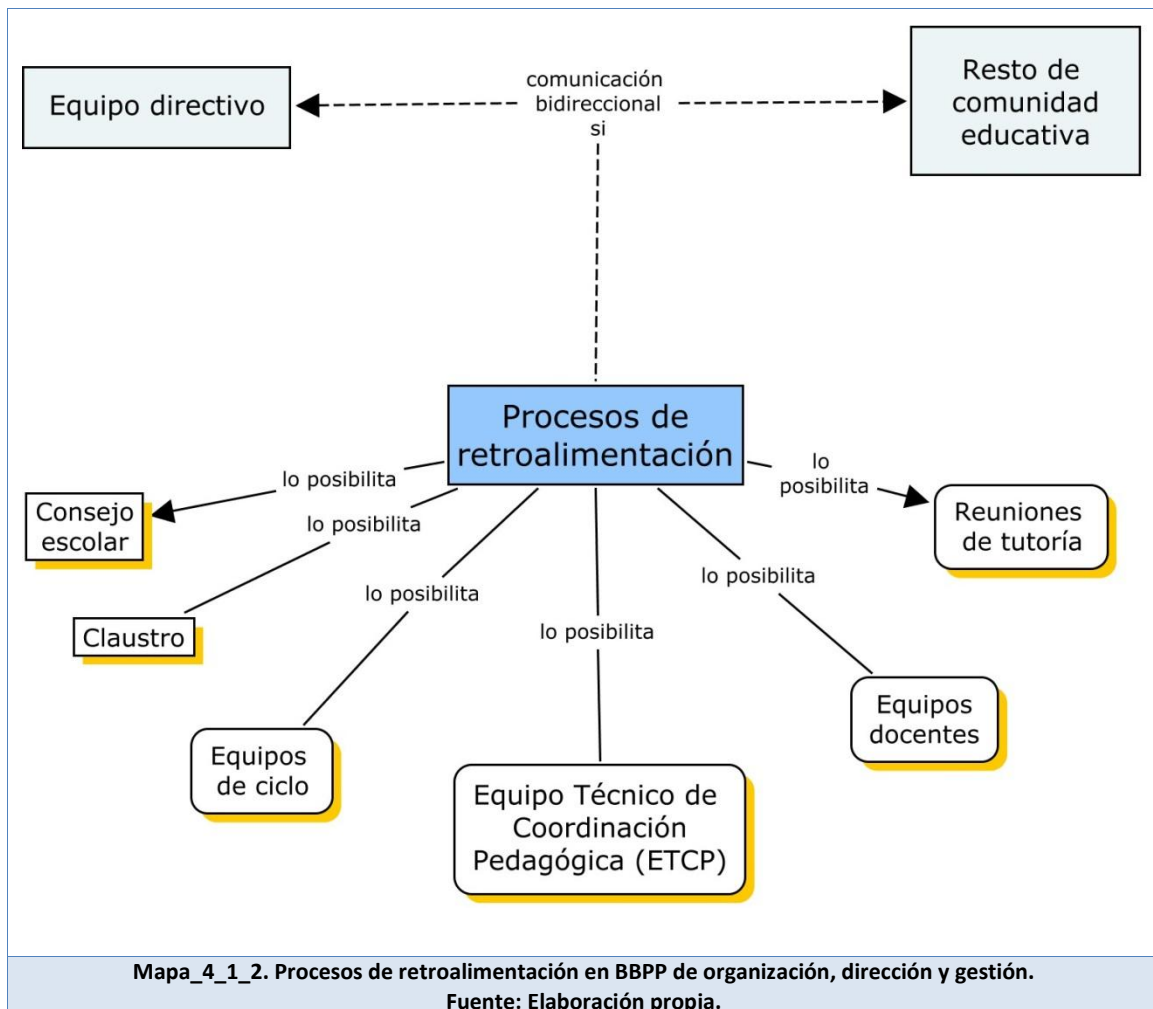 Equipo directivo
comunicación
bidireccional
si
Resto de
comunidad
educativa
Procesos de
retroalimentación
lo posibilita
lo posibilita
lo posibilita
lo posibilita
lo posibilita
lo
posibilita
Consejo
escolar
Claustro
Equipos
de ciclo
Equipo Técnico de
Coordinación
Pedagógica (ETCP)
Equipos
docentes
Reuniones
de tutoría
Mapa_4_1_2. Procesos de retroalimentación en BBPP de organización, dirección y gestión.
Fuente: Elaboración propia.